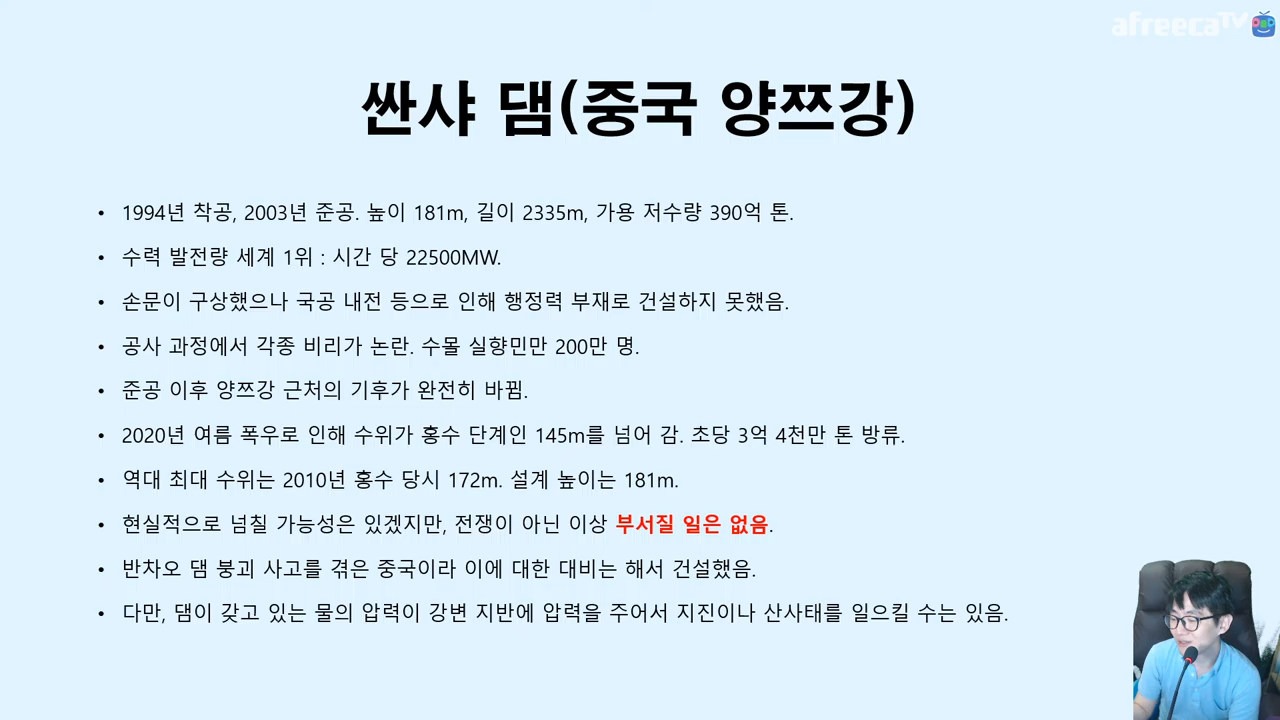 afreecaTV
싼샤 댐(중국 양쯔강)
• 1994년 착공, 2003년 준공. 높이 181m, 길이 2335m, 가용 저수량 390억 톤.
• 수력 발전량 세계 1위 : 시간 당 22500MW.
• 손문이 구상했으나 국공 내전 등으로 인해 행정력 부재로 건설하지 못했음.
• 공사 과정에서 각종 비리가 논란. 수몰 실향민만 200만 명.
• 준공 이후 양쯔강 근처의 기후가 완전히 바뀜.
• 2020년 여름 폭우로 인해 수위가 홍수 단계인 145m를 넘어 감. 초당 3억 4천만 톤 방류.
• 역대 최대 수위는 2010년 홍수 당시 172m. 설계 높이는 181m.
• 현실적으로 넘칠 가능성은 있겠지만, 전쟁이 아닌 이상 부서질 일은 없음.
• 반차오 댐 붕괴 사고를 겪은 중국이라 이에 대한 대비는 해서 건설했음.
• 다만, 댐이 갖고 있는 물의 압력이 강변 지반에 압력을 주어서 지진이나 산사태를 일으킬 수는 있음.